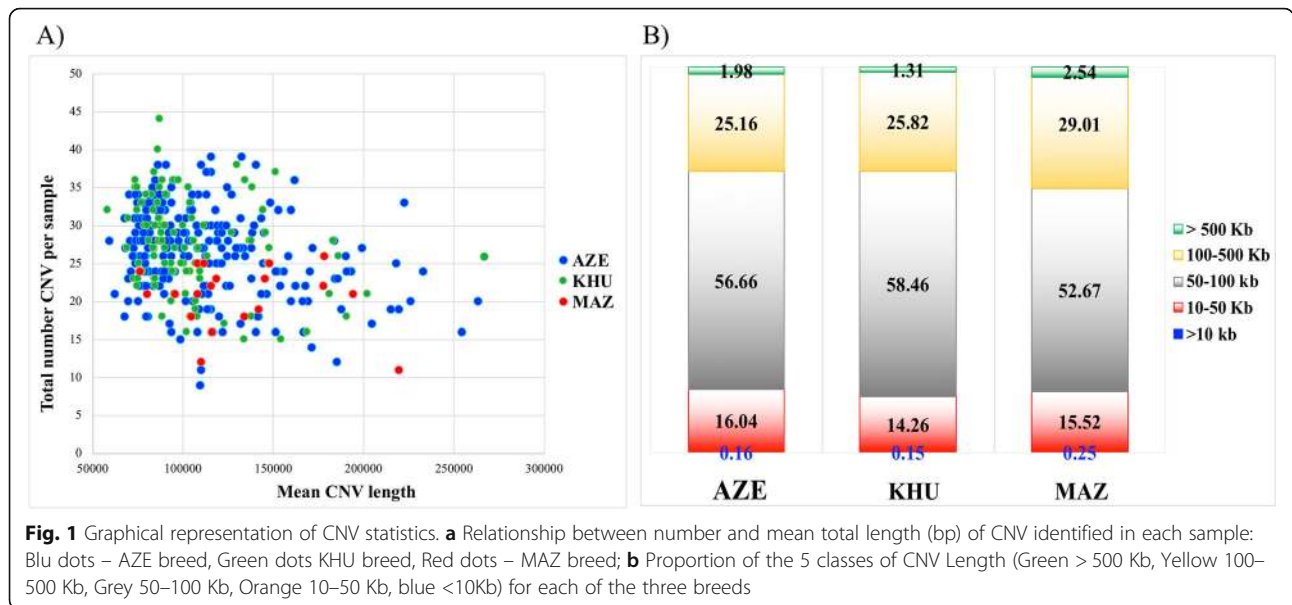 A)
50
45
40
35
30
25
20
15
10
5
0
Total number CNV per sample
50000 100000 150000 200000 250000 300000
Mean CNV length
AZE
KHU
MAZ
B)
1.98 1.31 2.54
25.16 25.82 29.01
56.66 58.46 52.67
16.04 14.26 15.52
0.16 0.15 0.25
AZE KHU MAZ
> 500 Kb
100-500 Kb
50-100 kb
10-50 Kb
>10 kb
Fig. 1 Graphical representation of CNV statistics. a Relationship between number and mean total length (bp) of CNV identified in each sample:
Blu dots – AZE breed, Green dots KHU breed, Red dots – MAZ breed; b Proportion of the 5 classes of CNV Length (Green > 500 Kb, Yellow 100–
500 Kb, Grey 50–100 Kb, Orange 10–50 Kb, blue <10Kb) for each of the three breeds